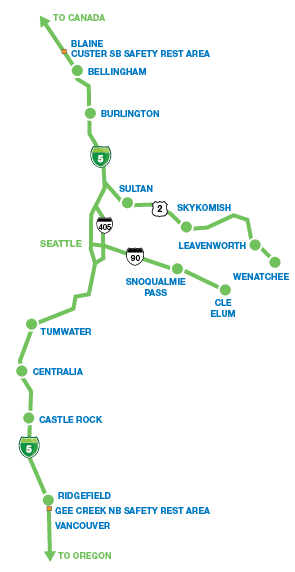 TO CANADA
BLAINE
CUSTER SB SAFETY REST AREA
BELLINGHAM
BURLINGTON
5
SULTAN
2
SKYKOMISH
405
SEATTLE
LEAVENWORTH
90
WENATCHEE
SNOQUALMIE
PASS
CLE
ELUM
TUMWATER
CENTRALIA
CASTLE ROCK
5
RIDGEFIELD
GEE CREEK NB SAFETY REST AREA
VANCOUVER
TO OREGON